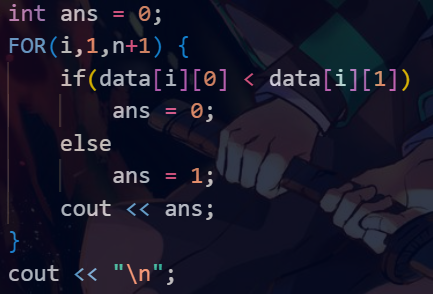 int ans = 0;
FOR(i,1,n+1) {
    if(data[i][0] < data[i][1])
        ans = 0;
    else
        ans = 1;
    cout << ans;
}
cout << "\n";